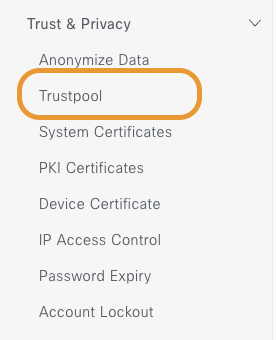 Trust & Privacy
Anonymize Data
Trustpool
System Certificates
PKI Certificates
Device Certificate
IP Access Control
Password Expiry
Account Lockout